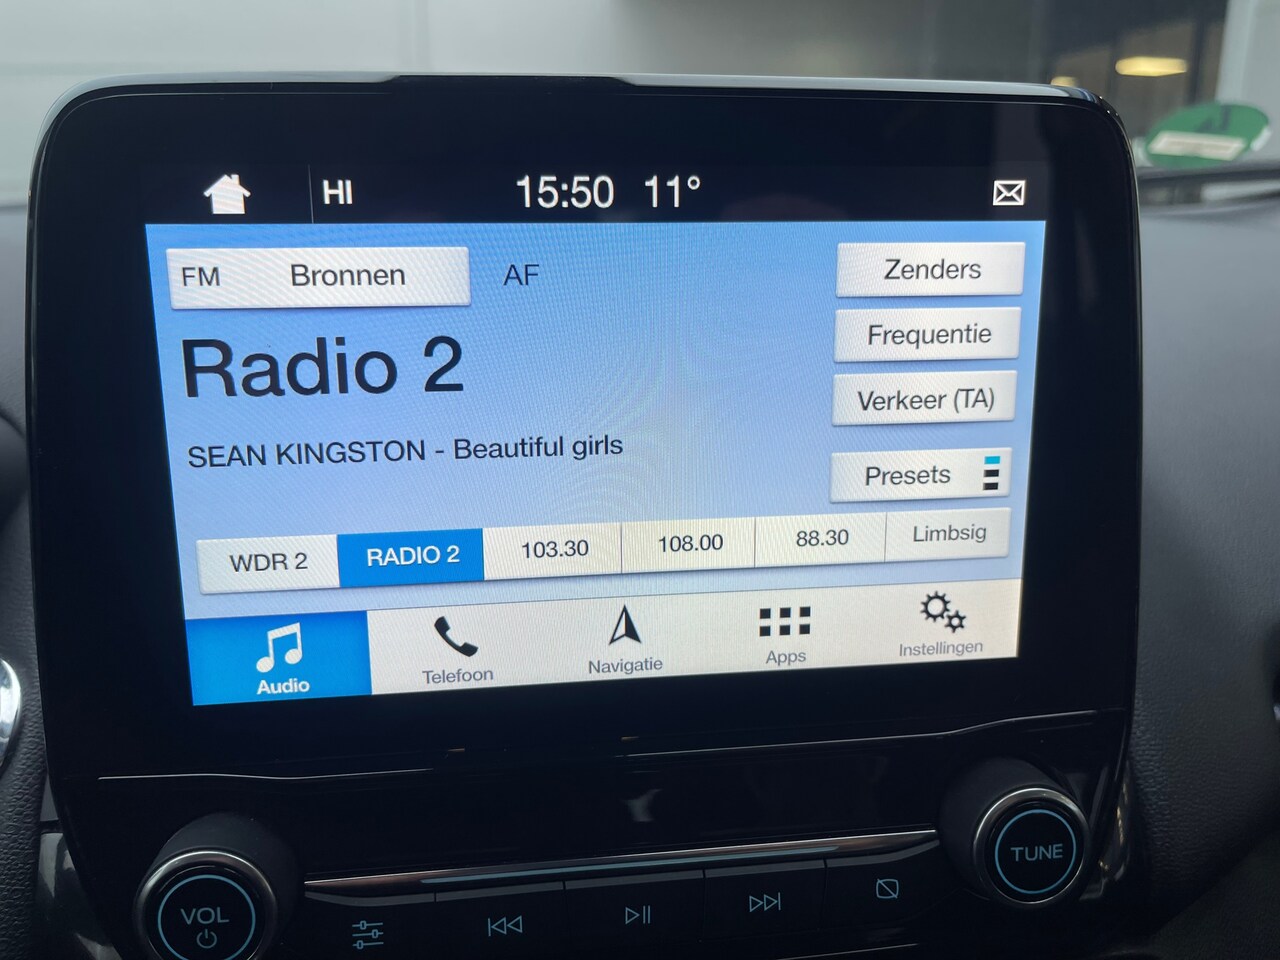 HI 15:50 11°
FM Bronnen AF Zenders
Frequentie
Radio 2
Verkeer (TA)
SEAN KINGSTON - Beautiful girls
Presets
WDR 2 RADIO 2 103.30 108.00 88.30 Limbsig
Audio Telefoon Navigatie Apps Instellingen
VOL
TUNE